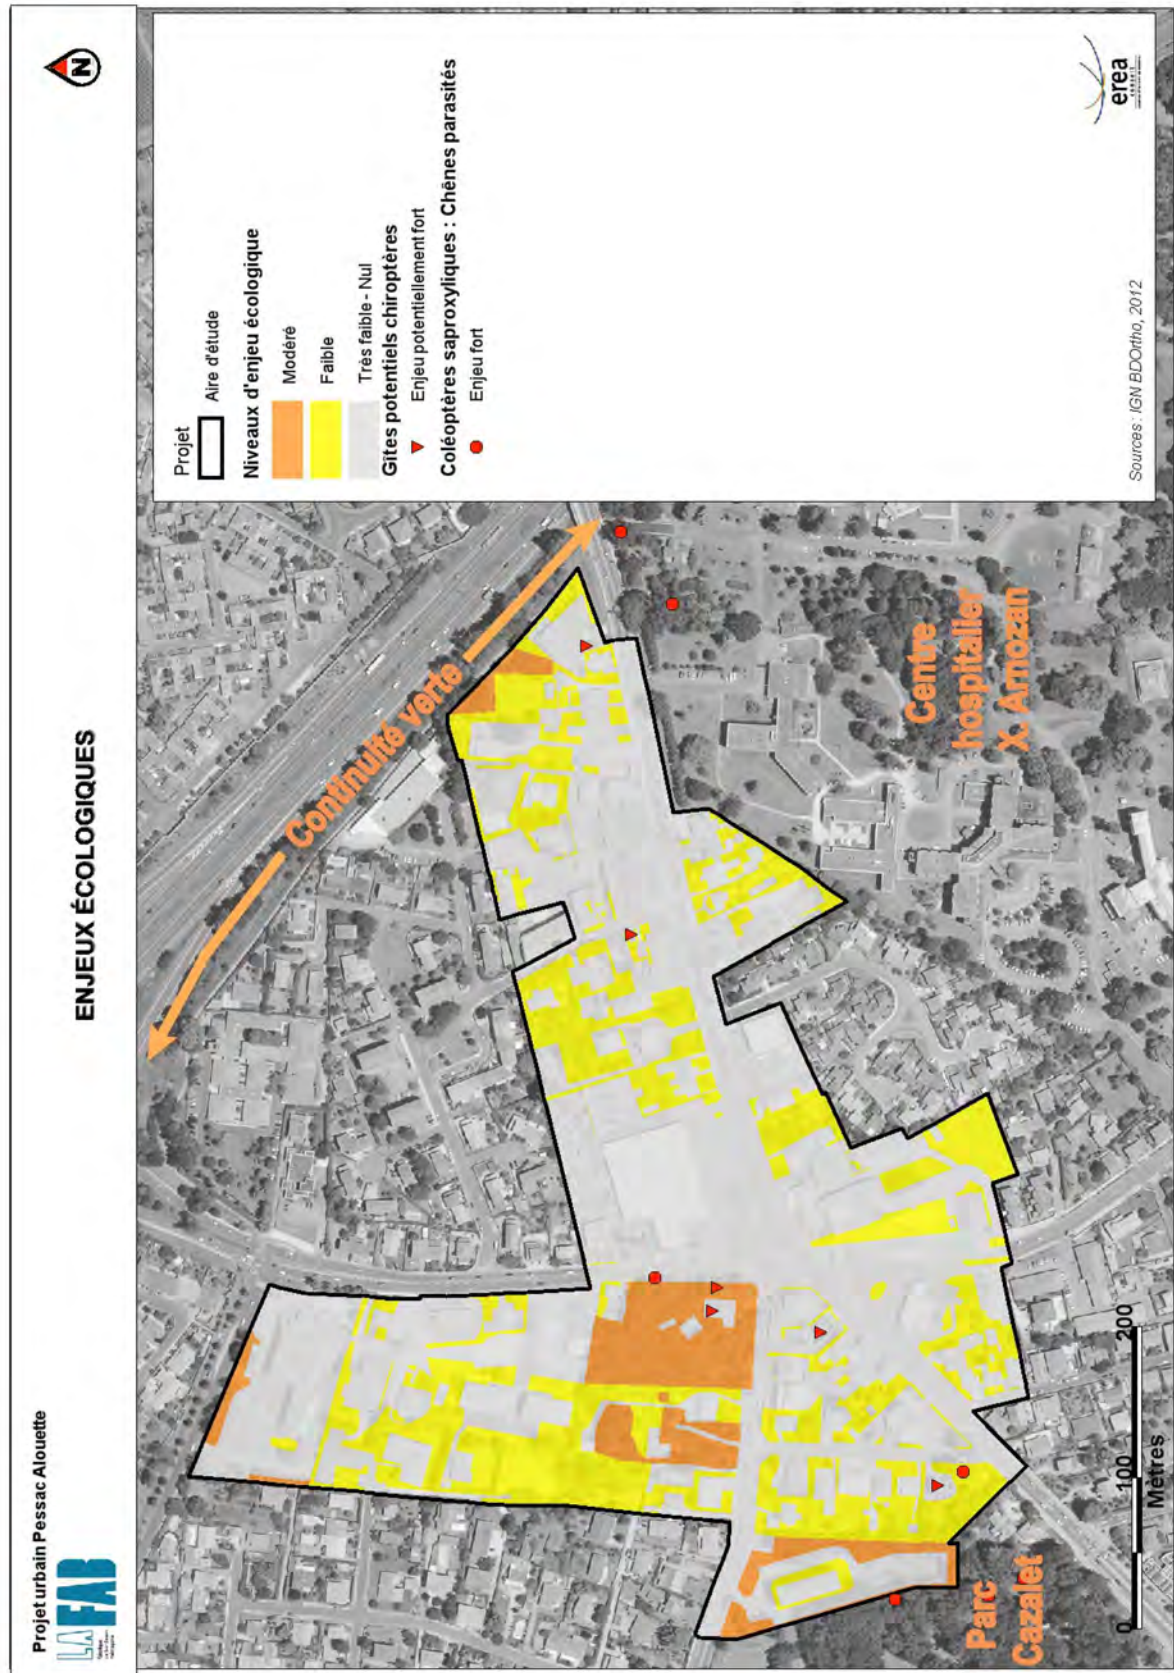 Projet urbain Pessac Alouette
LA FAB
ENJEUX ÉCOLOGIQUES
N
Continuité verte
Centre
hospitalier
X. Arnozan
Parc
Cazalet
0 100 200
Mètres
Projet
Aire d'étude
Niveaux d'enjeu écologique
Modéré
Faible
Très faible - Nul
Gîtes potentiels chiroptères
Enjeu potentiellement fort
Coléoptères saproxyliques : Chênes parasités
Enjeu fort
Sources : IGN BDOrtho, 2012
erea